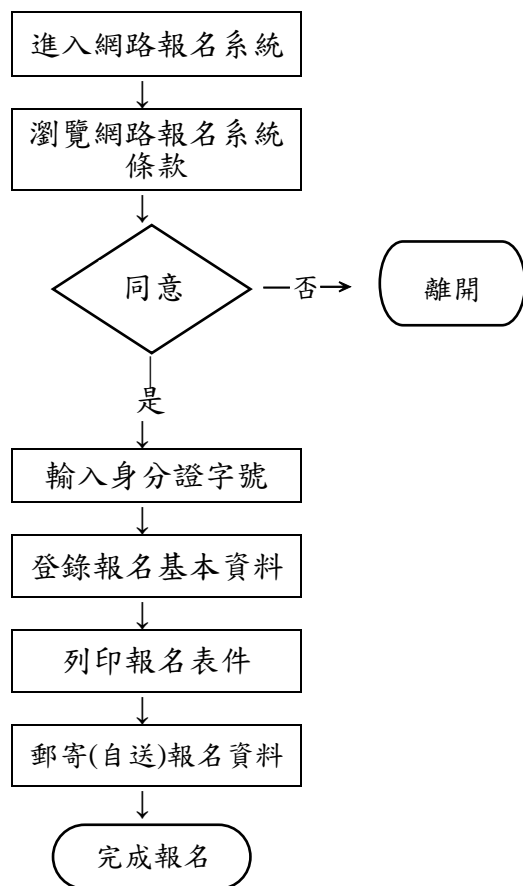 進入網路報名系統
瀏覽網路報名系統
條款
同意
否
離開
是
輸入身分證字號
登錄報名基本資料
列印報名表件
郵寄(自送)報名資料
完成報名